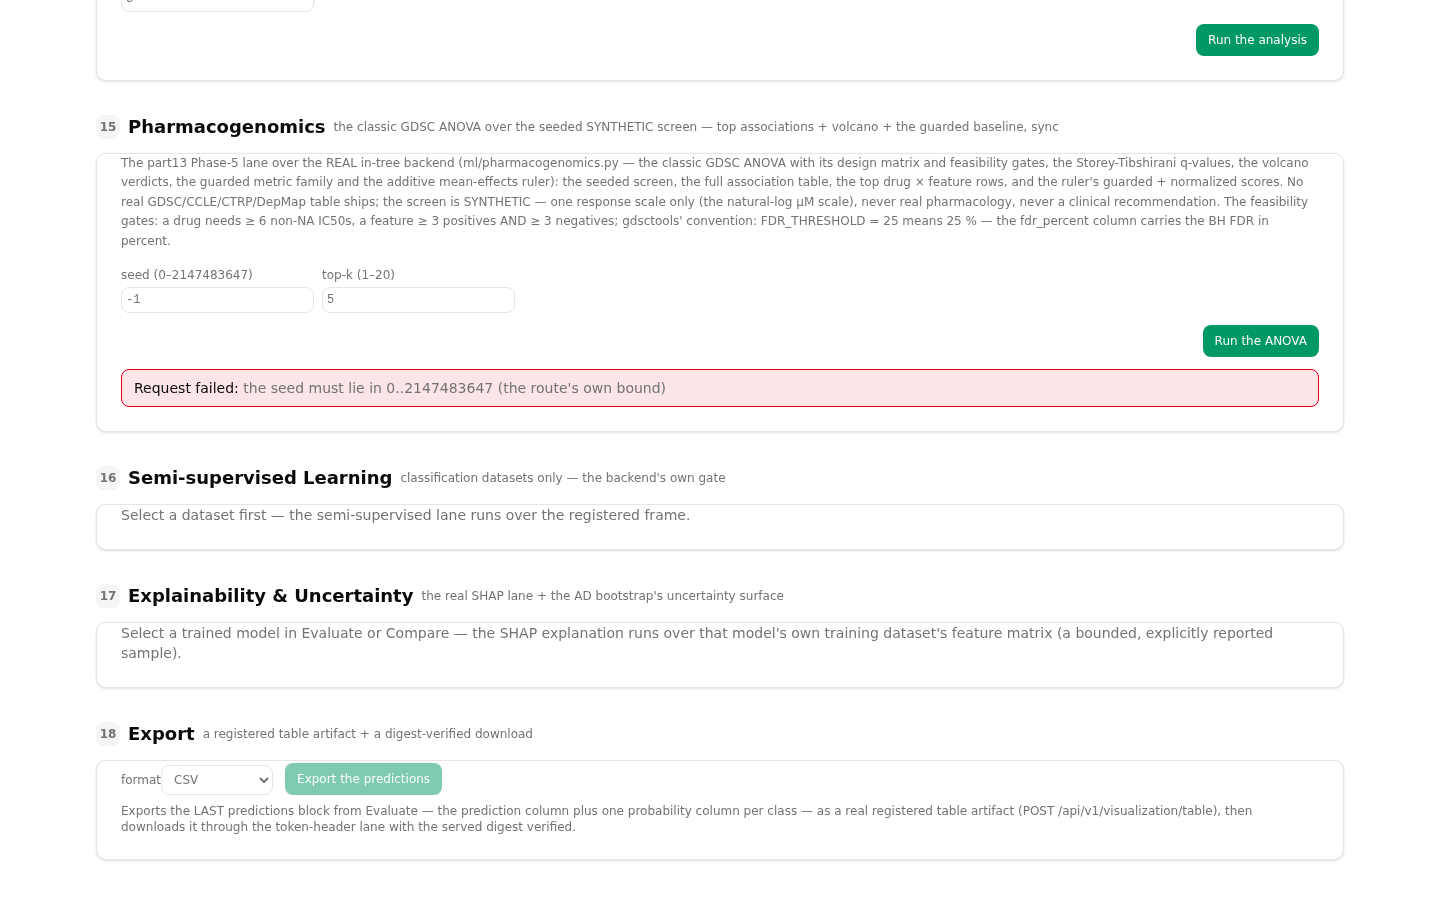 Run the analysis
15 Pharmacogenomics the classic GDSC ANOVA over the seeded SYNTHETIC screen — top associations + volcano + the guarded baseline, sync
The part13 Phase-5 lane over the REAL in-tree backend (ml/pharmacogenomics.py — the classic GDSC ANOVA with its design matrix and feasibility gates, the Storey-Tibshirani q-values, the volcano
verdicts, the guarded metric family and the additive mean-effects ruler): the seeded screen, the full association table, the top drug × feature rows, and the ruler's guarded + normalized scores. No
real GDSC/CCLE/CTRP/DepMap table ships; the screen is SYNTHETIC — one response scale only (the natural-log µM scale), never real pharmacology, never a clinical recommendation. The feasibility
gates: a drug needs ≥ 6 non-NA IC50s, a feature ≥ 3 positives AND ≥ 3 negatives; gdsctools' convention: FDR_THRESHOLD = 25 means 25 % — the fdr_percent column carries the BH FDR in
percent.
seed (0–2147483647) top-k (1–20)
-1 5
Run the ANOVA
Request failed: the seed must lie in 0..2147483647 (the route's own bound)
16 Semi-supervised Learning classification datasets only — the backend's own gate
Select a dataset first — the semi-supervised lane runs over the registered frame.
17 Explainability & Uncertainty the real SHAP lane + the AD bootstrap's uncertainty surface
Select a trained model in Evaluate or Compare — the SHAP explanation runs over that model's own training dataset's feature matrix (a bounded, explicitly reported
sample).
18 Export a registered table artifact + a digest-verified download
format CSV Export the predictions
Exports the LAST predictions block from Evaluate — the prediction column plus one probability column per class — as a real registered table artifact (POST /api/v1/visualization/table), then
downloads it through the token-header lane with the served digest verified.